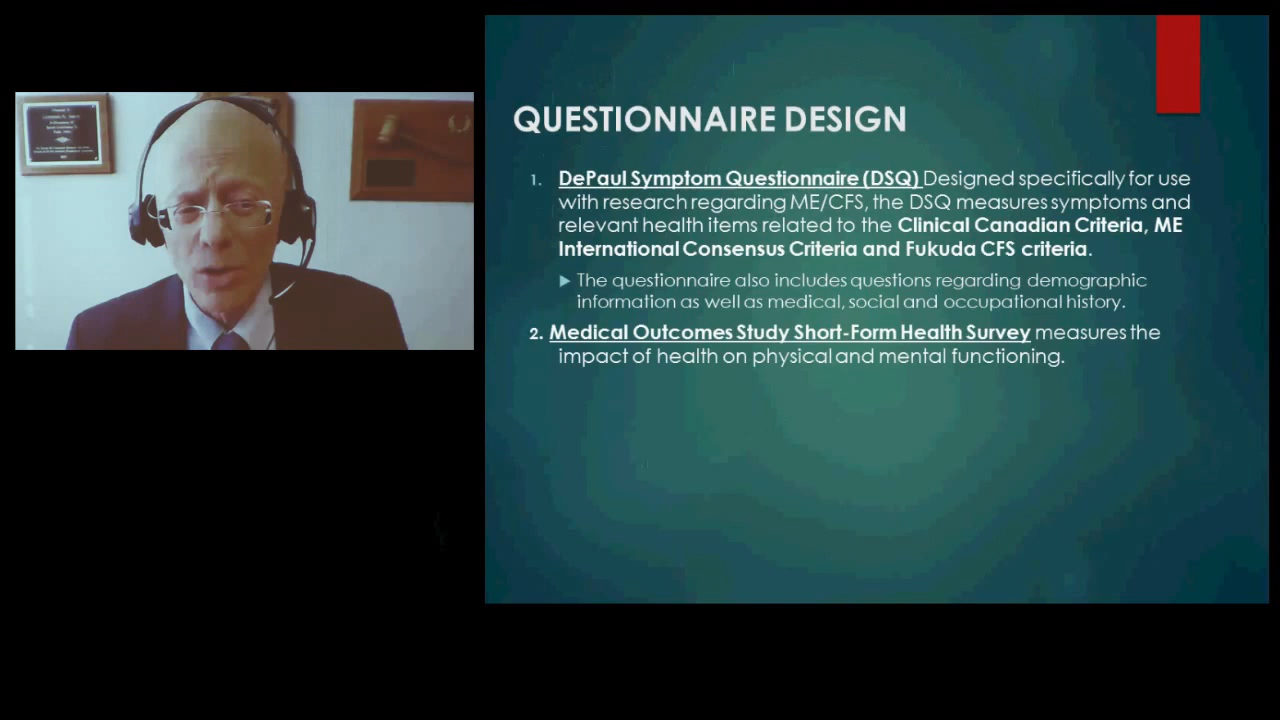 QUESTIONNAIRE DESIGN
1. DePaul Symptom Questionnaire (DSQ) Designed specifically for use
with research regarding ME/CFS, the DSQ measures symptoms and
relevant health items related to the Clinical Canadian Criteria, ME
International Consensus Criteria and Fukuda CFS criteria.
The questionnaire also includes questions regarding demographic
information as well as medical, social and occupational history.
2. Medical Outcomes Study Short-Form Health Survey measures the
impact of health on physical and mental functioning.